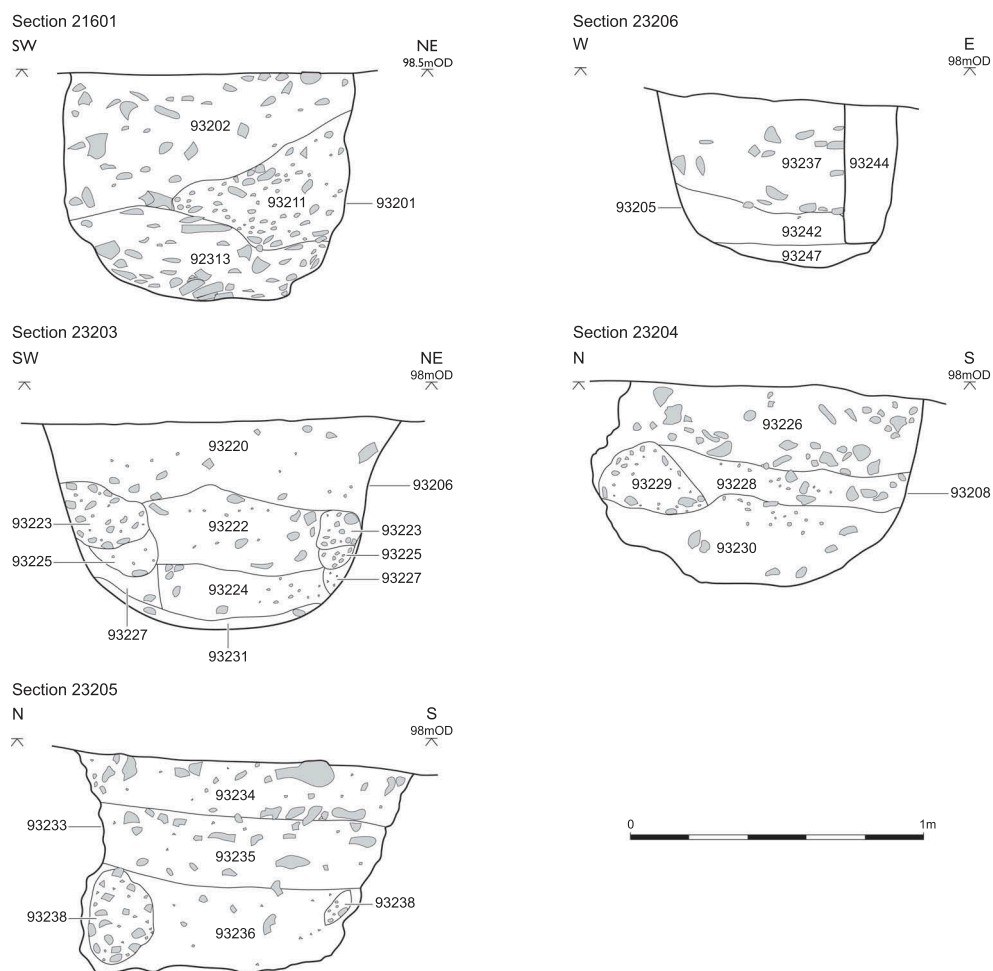 Section 21601
SW
NE
98.5mOD
93202
93211
93201
92313
Section 23206
W
E
98mOD
93237
93244
93205
93242
93247
Section 23203
SW
NE
98mOD
93220
93206
93223
93222
93223
93225
93225
93224
93227
93227
93231
Section 23204
N
S
98mOD
93226
93229
93228
93208
93230
Section 23205
N
S
98mOD
93234
93233
93235
93238
93238
93236
0
1m